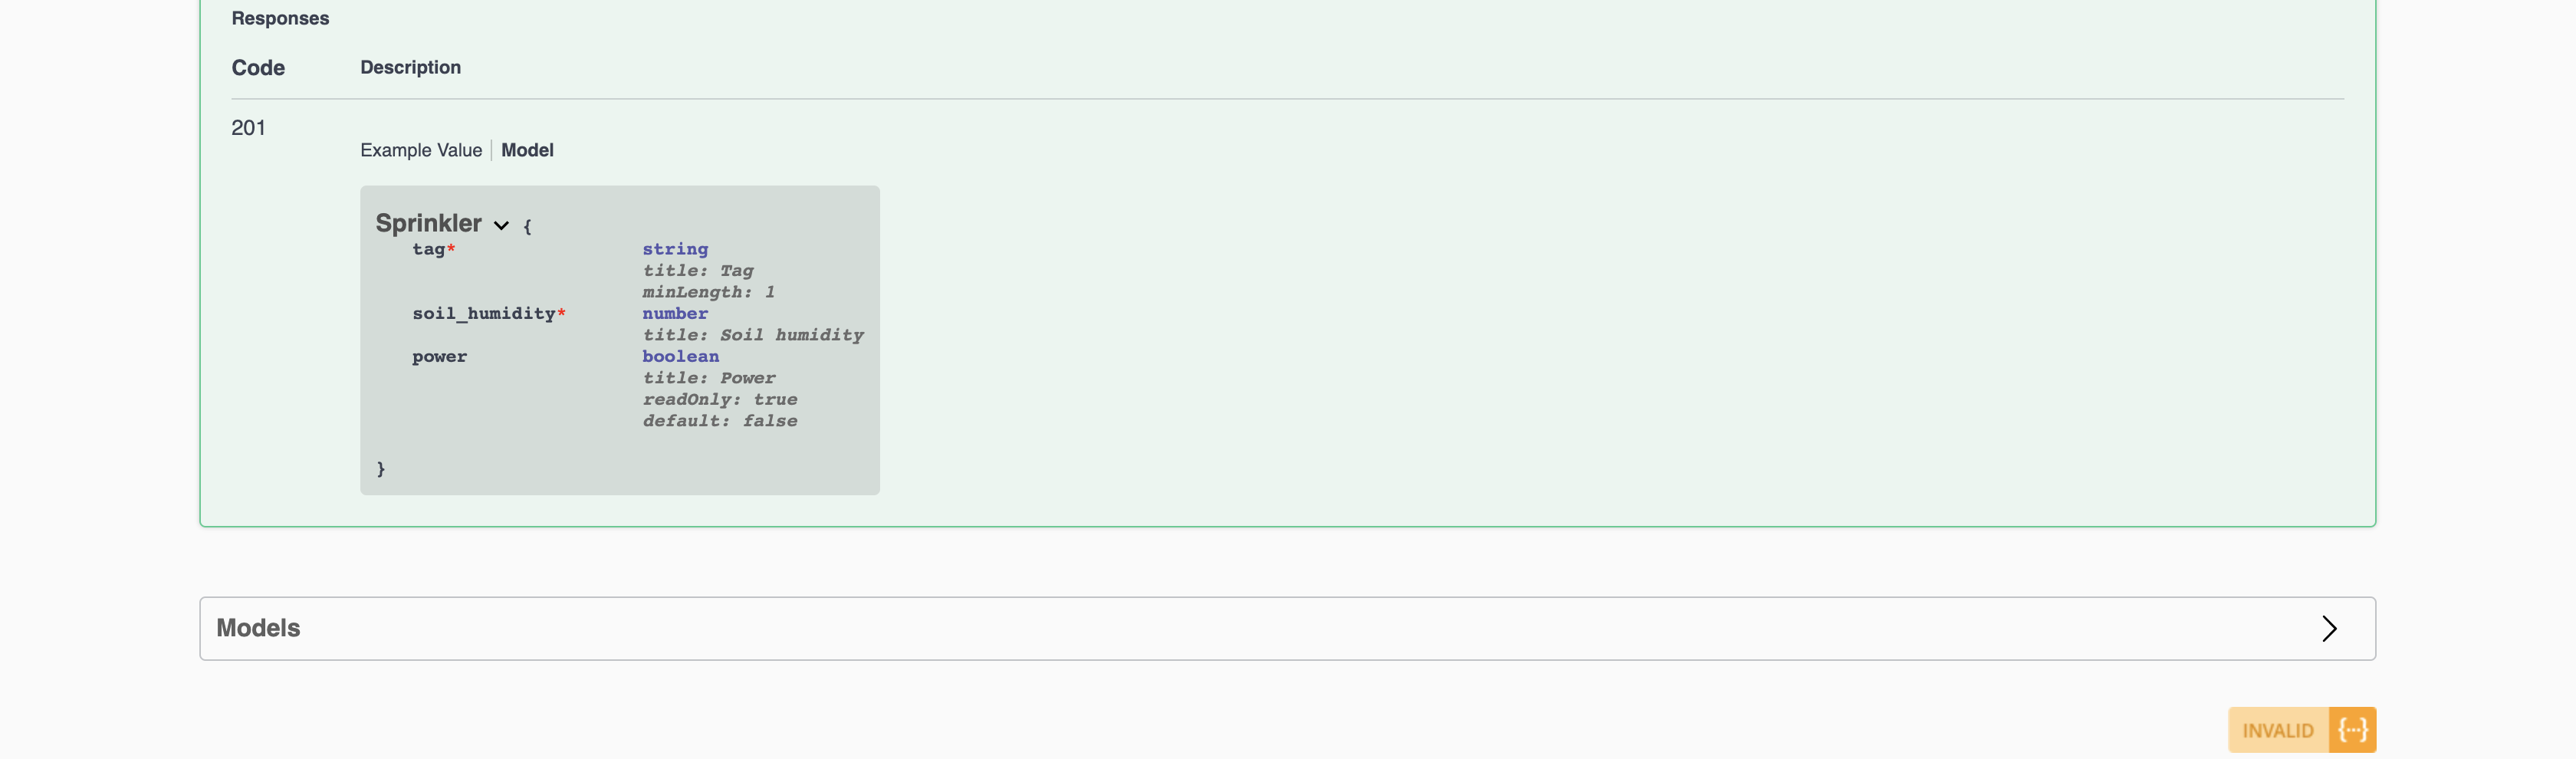 Responses
Code Description
201
Example Value Model
Sprinkler {
tag* string
title: Tag
minLength: 1
soil_humidity* number
title: Soil humidity
power boolean
title: Power
readOnly: true
default: false
}
Models
INVALID {...}